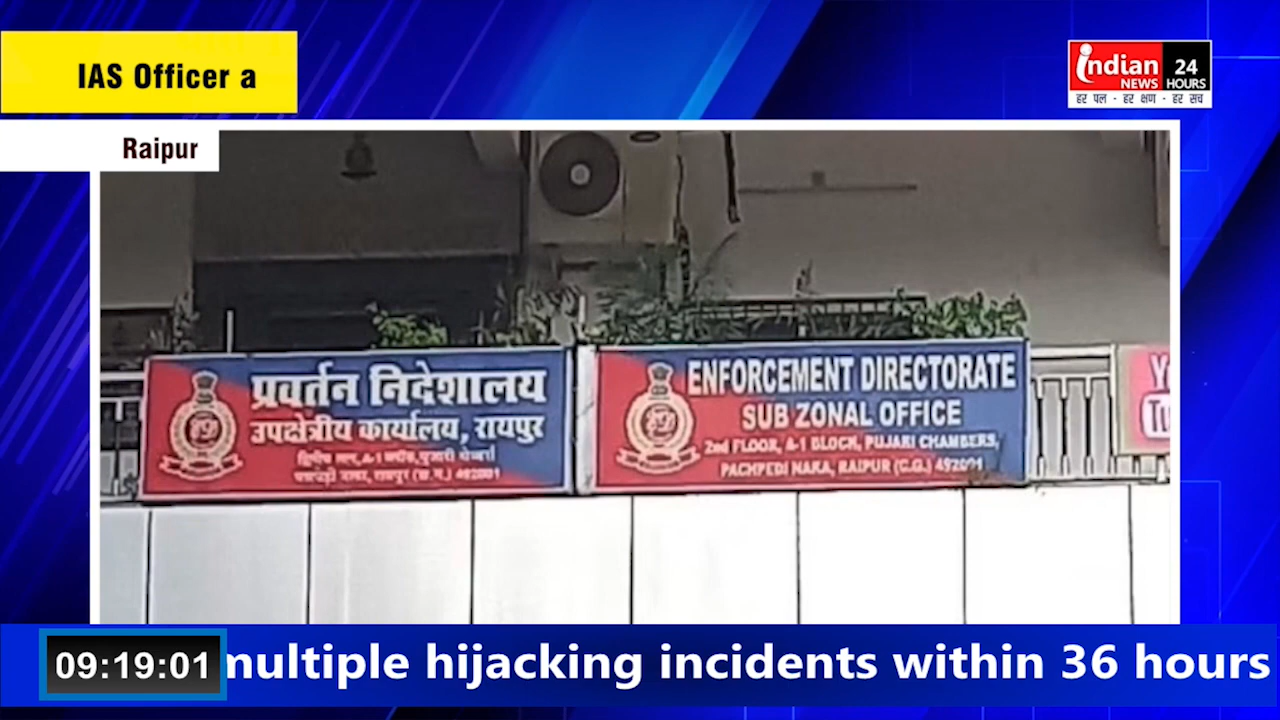 IAS Officer a
indian
NEWS
24
HOURS
हर पल - हर क्षण - हर सच
Raipur
प्रवर्तन निदेशालय
उपक्षेत्रीय कार्यालय, रायपुर
ENFORCEMENT DIRECTORATE
SUB ZONAL OFFICE
2nd FLOOR, A-1 BLOCK, PUJARI CHAMBERS,
PACHPEDI NAKA, RAIPUR (C.G.) 492001
09:19:01
multiple hijacking incidents within 36 hours